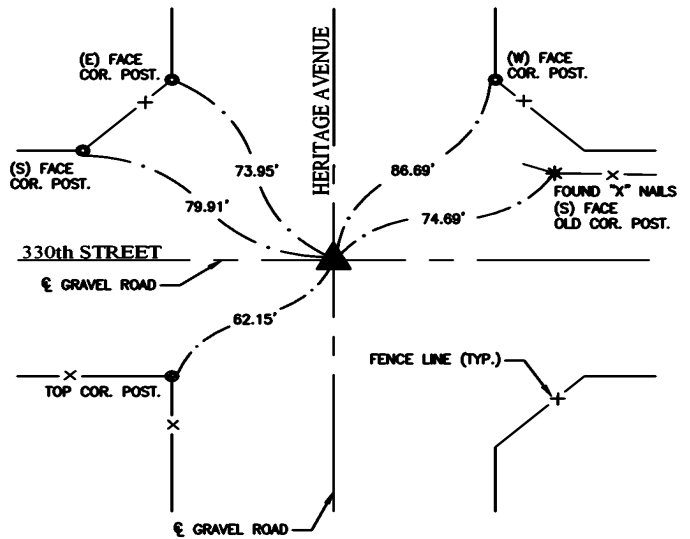 (E) FACE
COR. POST.
HERITAGE AVENUE
(W) FACE
COR. POST.
(S) FACE
COR. POST.
73.95'
86.69'
79.91'
74.69'
FOUND "X" NAILS
(S) FACE
OLD COR. POST.
330th STREET
℄ GRAVEL ROAD
62.15'
FENCE LINE (TYP.)
TOP COR. POST.
℄ GRAVEL ROAD